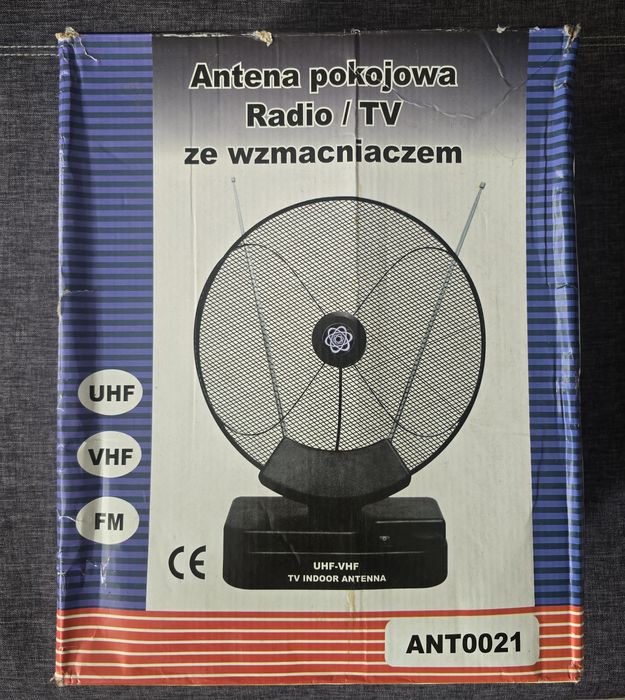 Antena pokojowa
Radio / TV
ze wzmacniaczem
UHF
VHF
FM
CE
UHF-VHF
TV INDOOR ANTENNA
ANT0021